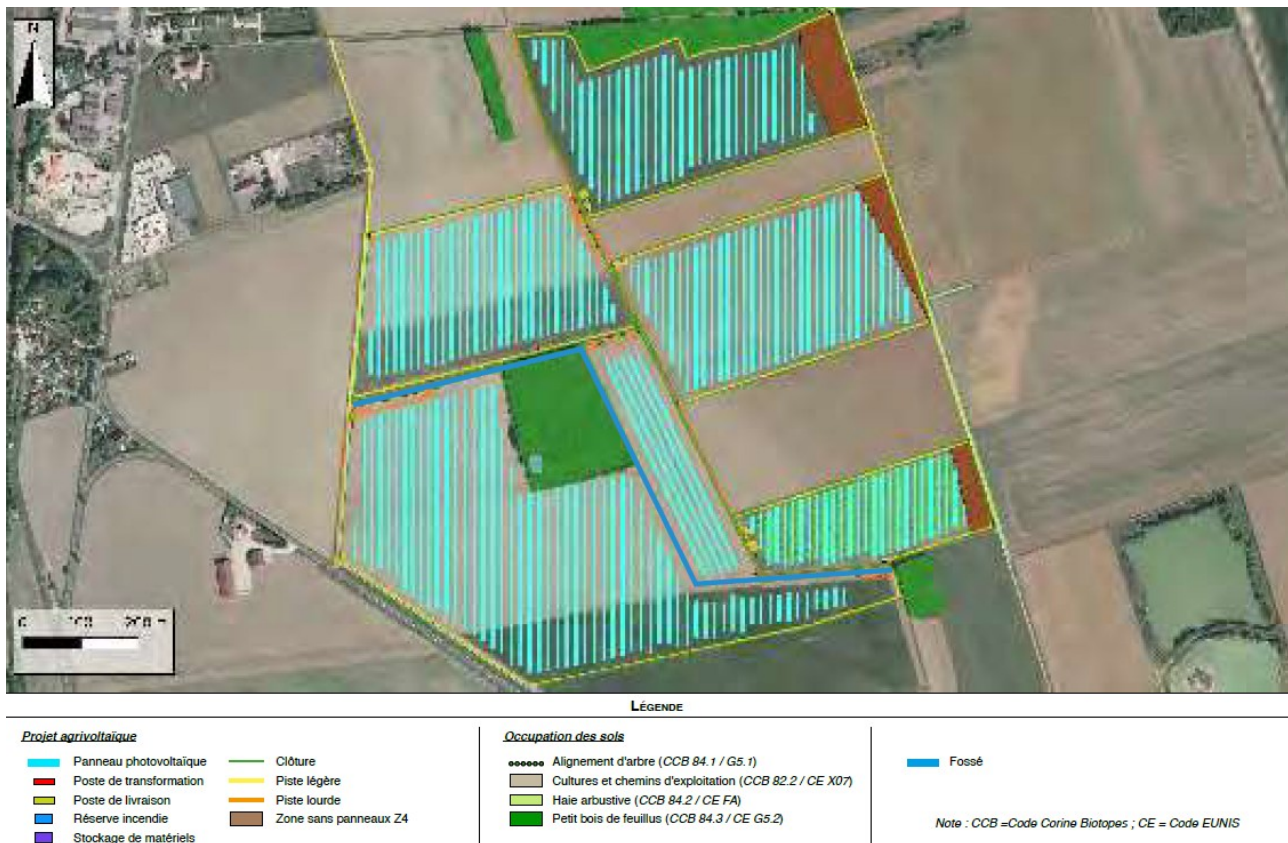 N
0 100 200 m
LÉGENDE
Projet agrivoltaïque
Panneau photovoltaïque
Poste de transformation
Poste de livraison
Réserve incendie
Stockage de matériels
Clôture
Piste légère
Piste lourde
Zone sans panneaux Z4
Occupation des sols
Alignement d'arbre (CCB 84.1 / G5.1)
Cultures et chemins d'exploitation (CCB 82.2 / CE X07)
Haie arbustive (CCB 84.2 / CE FA)
Petit bois de feuillus (CCB 84.3 / CE G5.2)
Fossé
Note : CCB =Code Corine Biotopes ; CE = Code EUNIS